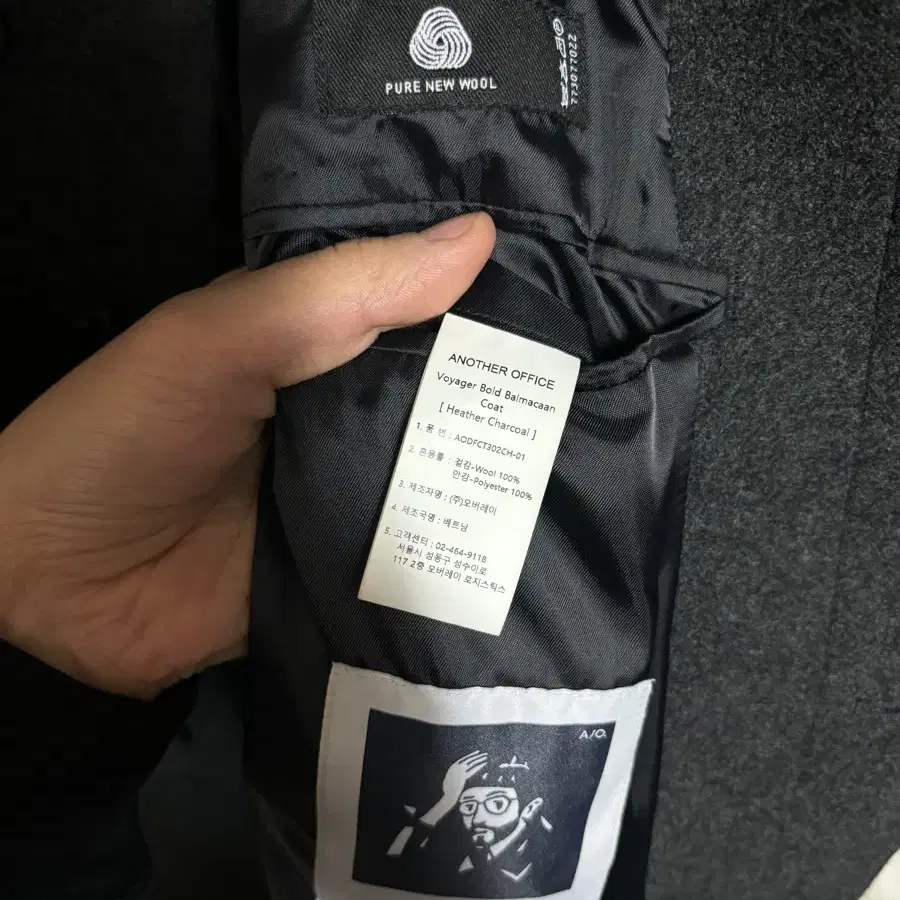 PURE NEW WOOL
773077022
ANOTHER OFFICE
Voyager Bold Balmacaan
Coat
[ Heather Charcoal ]
1. 품 번 : AODFCT302CH-01
2. 혼용률 : 겉감-Wool 100%
안감-Polyester 100%
3. 제조자명 : (주)오버레이
4. 제조국명 : 베트남
5. 고객센터 : 02-464-9118
서울시 성동구 성수이로
117 2층 오버레이 로지스틱스
A/O.